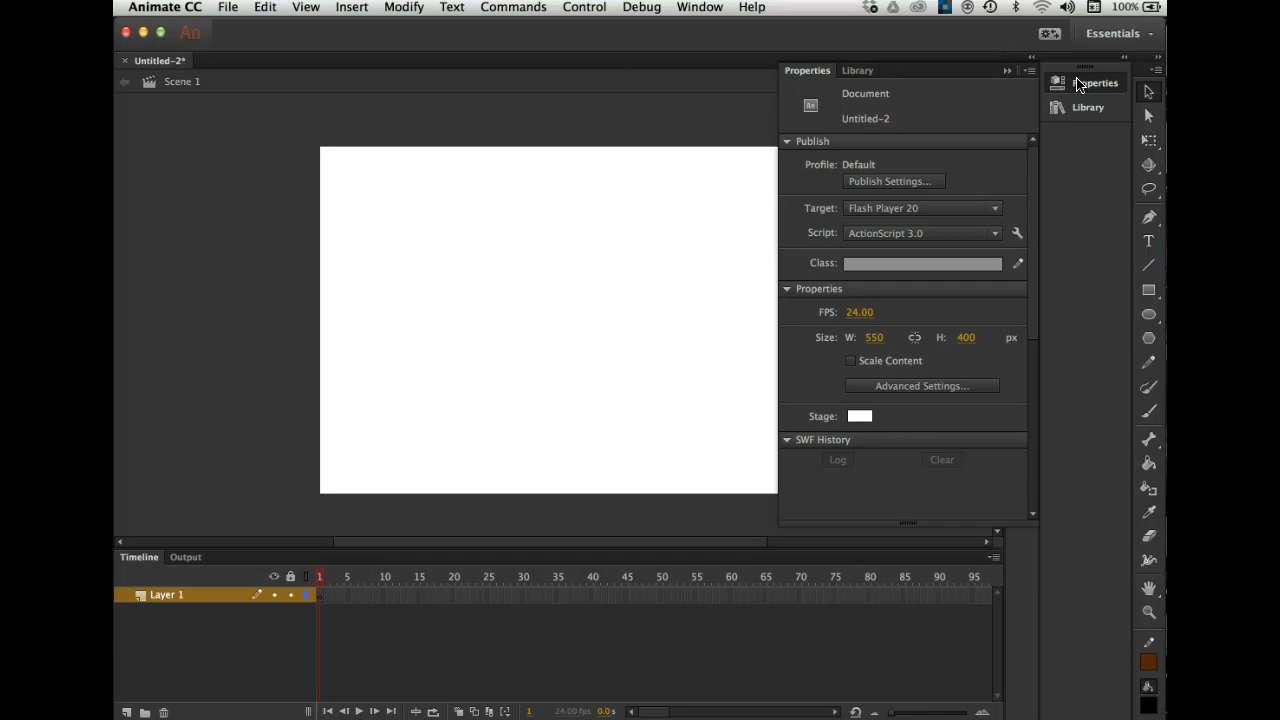 Animate CC File Edit View Insert Modify Text Commands Control Debug Window Help 100%
An Essentials
Untitled-2*
Scene 1
Properties Library
An Document
Untitled-2
Publish
Profile: Default
Publish Settings...
Target: Flash Player 20
Script: ActionScript 3.0
Class:
Properties
FPS: 24.00
Size: W: 550 H: 400 px
Scale Content
Advanced Settings...
Stage:
SWF History
Log Clear
Properties
Library
Timeline Output
1 5 10 15 20 25 30 35 40 45 50 55 60 65 70 75 80 85 90 95
Layer 1
1 24.00 fps 0.0 s